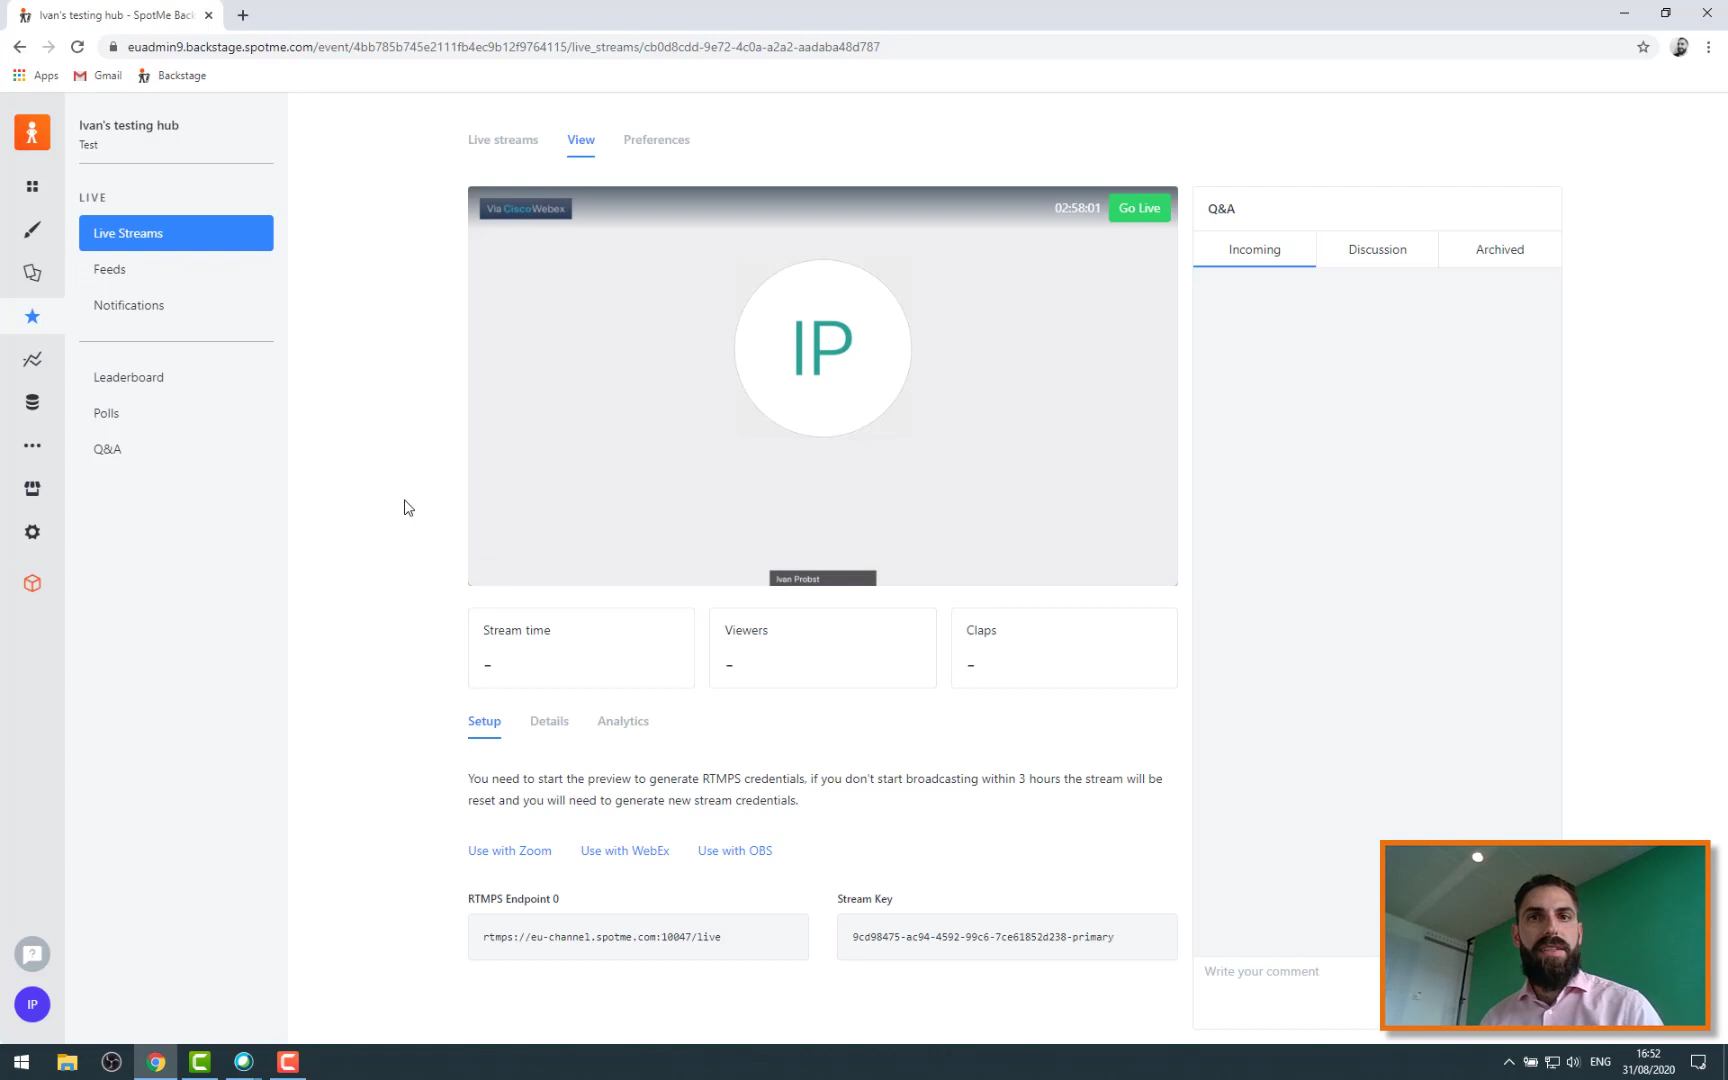 Ivan's testing hub - SpotMe Back
euadmin9.backstage.spotme.com/event/4bb785b745e2111fb4ec9b12f9764115/live_streams/cb0d8cdd-9e72-4c0a-a2a2-aadaba48d787
Apps Gmail Backstage
Ivan's testing hub
Test
LIVE
Live Streams
Feeds
Notifications
Leaderboard
Polls
Q&A
Live streams View Preferences
Via Cisco Webex 02:58:01 Go Live
IP
Ivan Probst
Stream time Viewers Claps
- - -
Setup Details Analytics
You need to start the preview to generate RTMPS credentials, if you don't start broadcasting within 3 hours the stream will be
reset and you will need to generate new stream credentials.
Use with Zoom Use with WebEx Use with OBS
RTMPS Endpoint 0 Stream Key
rtmps://eu-channel.spotme.com:10047/live 9cd98475-ac94-4592-99c6-7ce61852d238-primary
Q&A
Incoming Discussion Archived
Write your comment
IP
ENG 16:52
31/08/2020